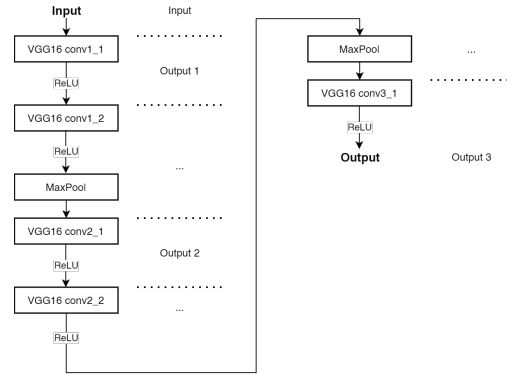 Input
Input
VGG16 conv1_1
Output 1
ReLU
VGG16 conv1_2
ReLU
...
MaxPool
VGG16 conv2_1
Output 2
ReLU
VGG16 conv2_2
...
ReLU
MaxPool
...
VGG16 conv3_1
ReLU
Output
Output 3